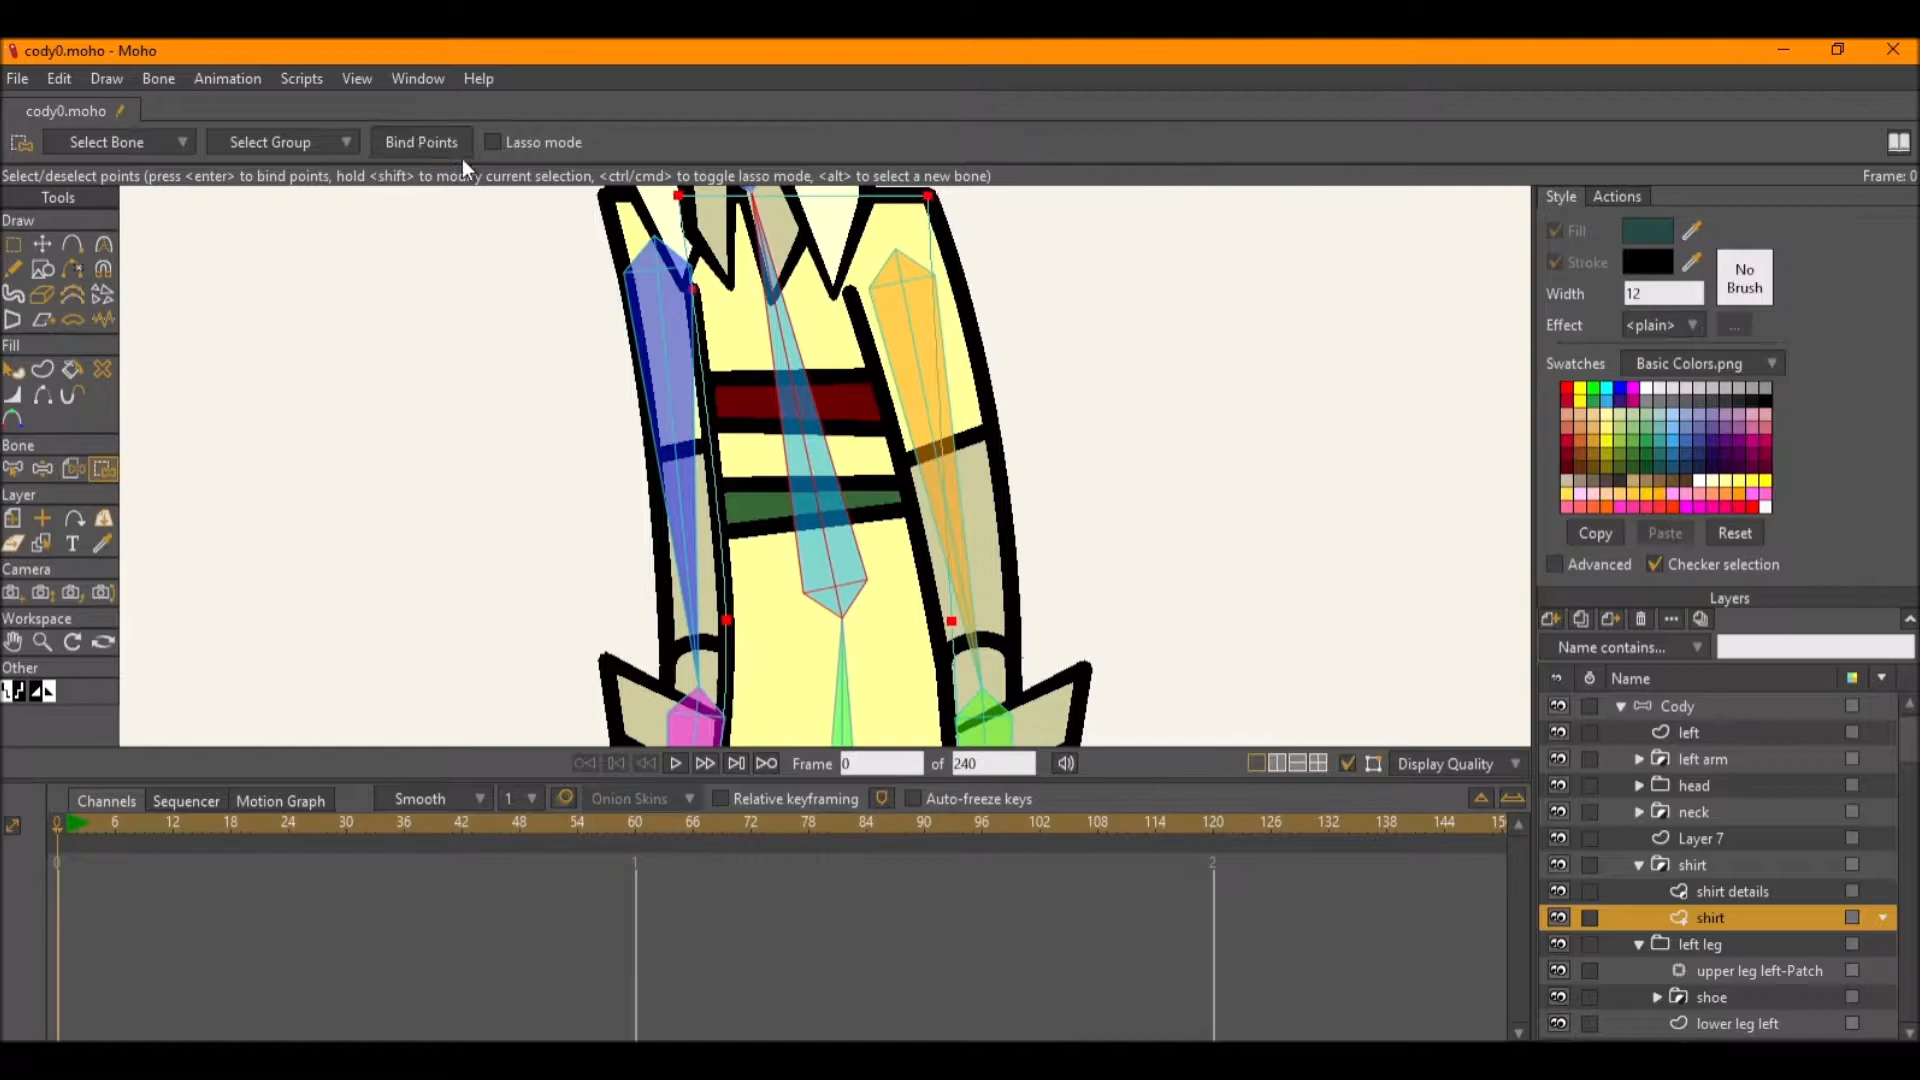 cody0.moho - Moho
File Edit Draw Bone Animation Scripts View Window Help
cody0.moho
Select Bone Select Group Bind Points Lasso mode
Select/deselect points (press <enter> to bind points, hold <shift> to modify current selection, <ctrl/cmd> to toggle lasso mode, <alt> to select a new bone) Frame: 0
Tools
Draw
Fill
Bone
Layer
T
Camera
Workspace
Other
Style Actions
Fill
Stroke
No Brush
Width 12
Effect <plain> ...
Swatches Basic Colors.png
Copy Paste Reset
Advanced Checker selection
Layers
Name contains...
Name
Cody
left
left arm
head
neck
Layer 7
shirt
shirt details
shirt
left leg
upper leg left-Patch
shoe
lower leg left
Frame 0 of 240 Display Quality
Channels Sequencer Motion Graph Smooth 1 Onion Skins Relative keyframing Auto-freeze keys
0 6 12 18 24 30 36 42 48 54 60 66 72 78 84 90 96 102 108 114 120 126 132 138 144 15
0 1 2